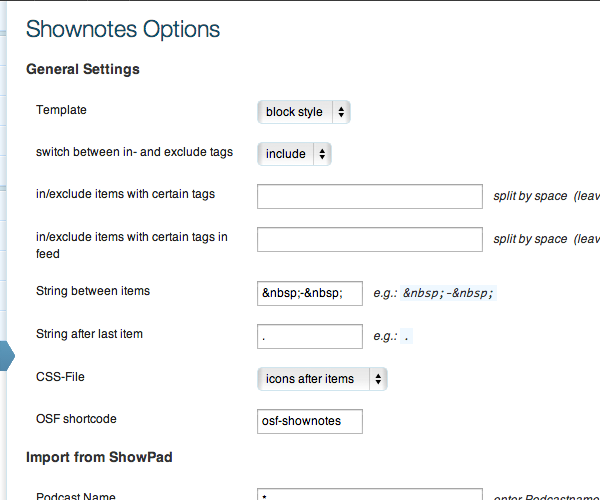 Shownotes Options
General Settings
Template block style
switch between in- and exclude tags include
in/exclude items with certain tags split by space (leav
in/exclude items with certain tags in
feed split by space (leav
String between items &nbsp;-&nbsp; e.g.: &nbsp;-&nbsp;
String after last item . e.g.: .
CSS-File icons after items
OSF shortcode osf-shownotes
Import from ShowPad
Podcast Name * enter Podcastname